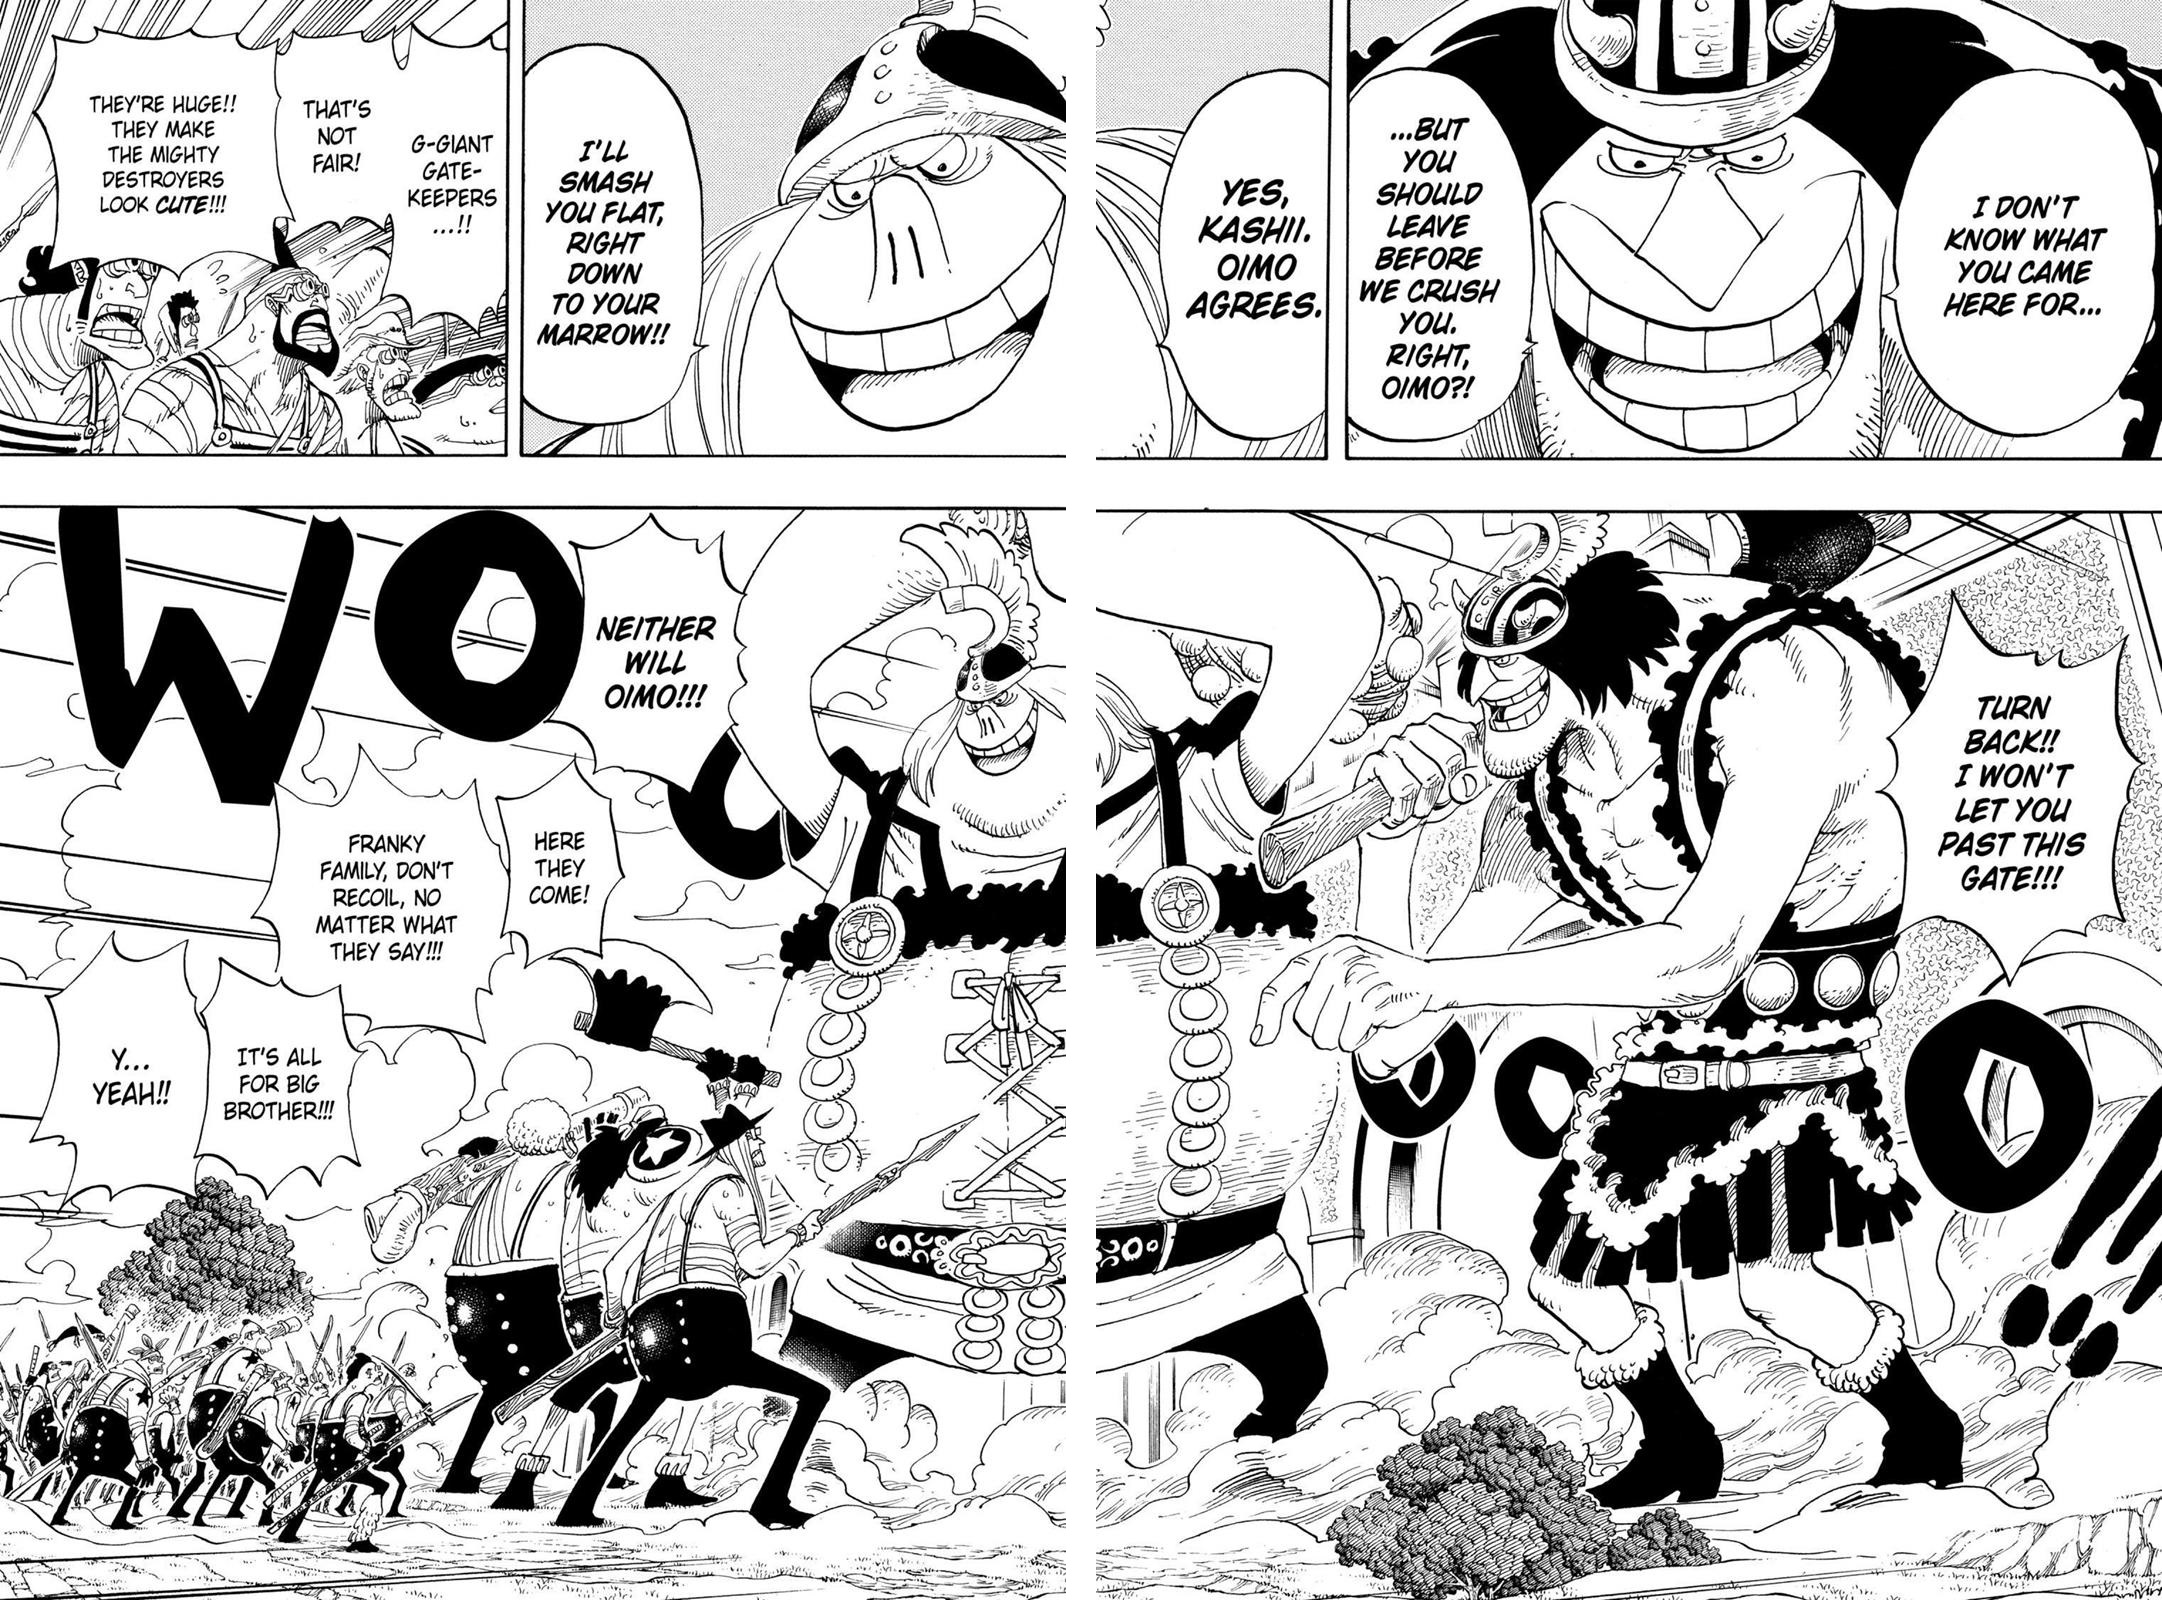 I DON'T
KNOW WHAT
YOU CAME
HERE FOR...
...BUT
YOU
SHOULD
LEAVE
BEFORE
WE CRUSH
YOU.
RIGHT,
OIMO?!
YES,
KASHII.
OIMO
AGREES.
I'LL
SMASH
YOU FLAT,
RIGHT
DOWN
TO YOUR
MARROW!!
G-GIANT
GATE-
KEEPERS
...!!
THAT'S
NOT
FAIR!
THEY'RE HUGE!!
THEY MAKE
THE MIGHTY
DESTROYERS
LOOK CUTE!!!
TURN
BACK!!
I WON'T
LET YOU
PAST THIS
GATE!!!
NEITHER
WILL
OIMO!!!
WOOOOO!!!
HERE
THEY
COME!
FRANKY
FAMILY, DON'T
RECOIL, NO
MATTER WHAT
THEY SAY!!!
IT'S ALL
FOR BIG
BROTHER!!!
Y...
YEAH!!